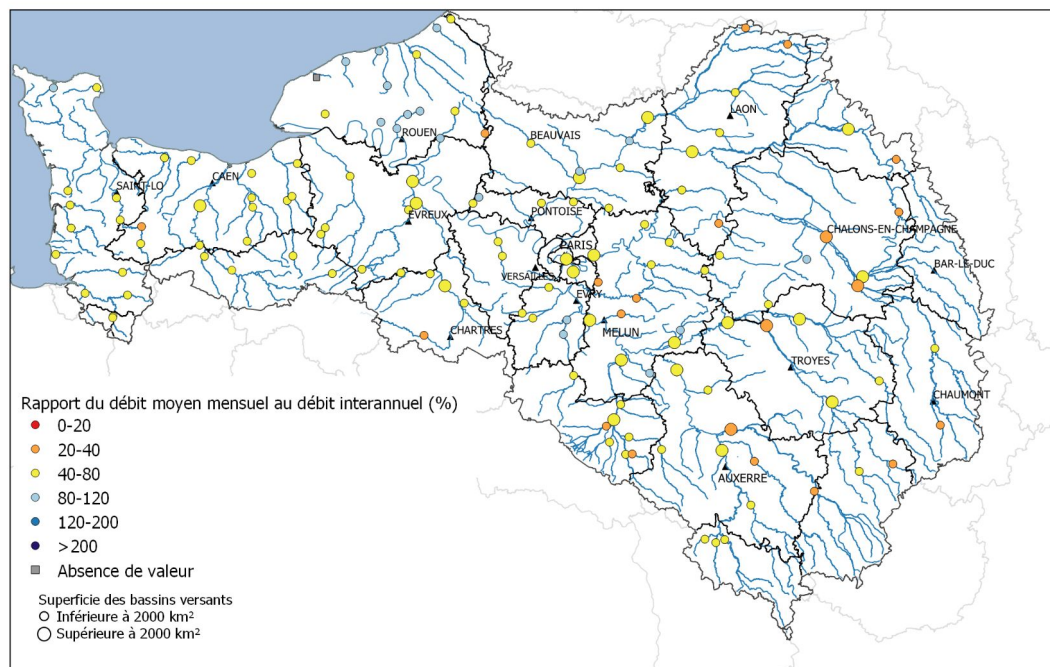 LAON
ROUEN
BEAUVAIS
SAINT-LO
CAEN
EVREUX
PONTOISE
CHALONS-EN-CHAMPAGNE
PARIS
VERSAILLES
BAR-LE-DUC
EVRY
MELUN
CHARTRES
TROYES
CHAUMONT
AUXERRE
Rapport du débit moyen mensuel au débit interannuel (%)
0-20
20-40
40-80
80-120
120-200
>200
Absence de valeur
Superficie des bassins versants
Inférieure à 2000 km²
Supérieure à 2000 km²